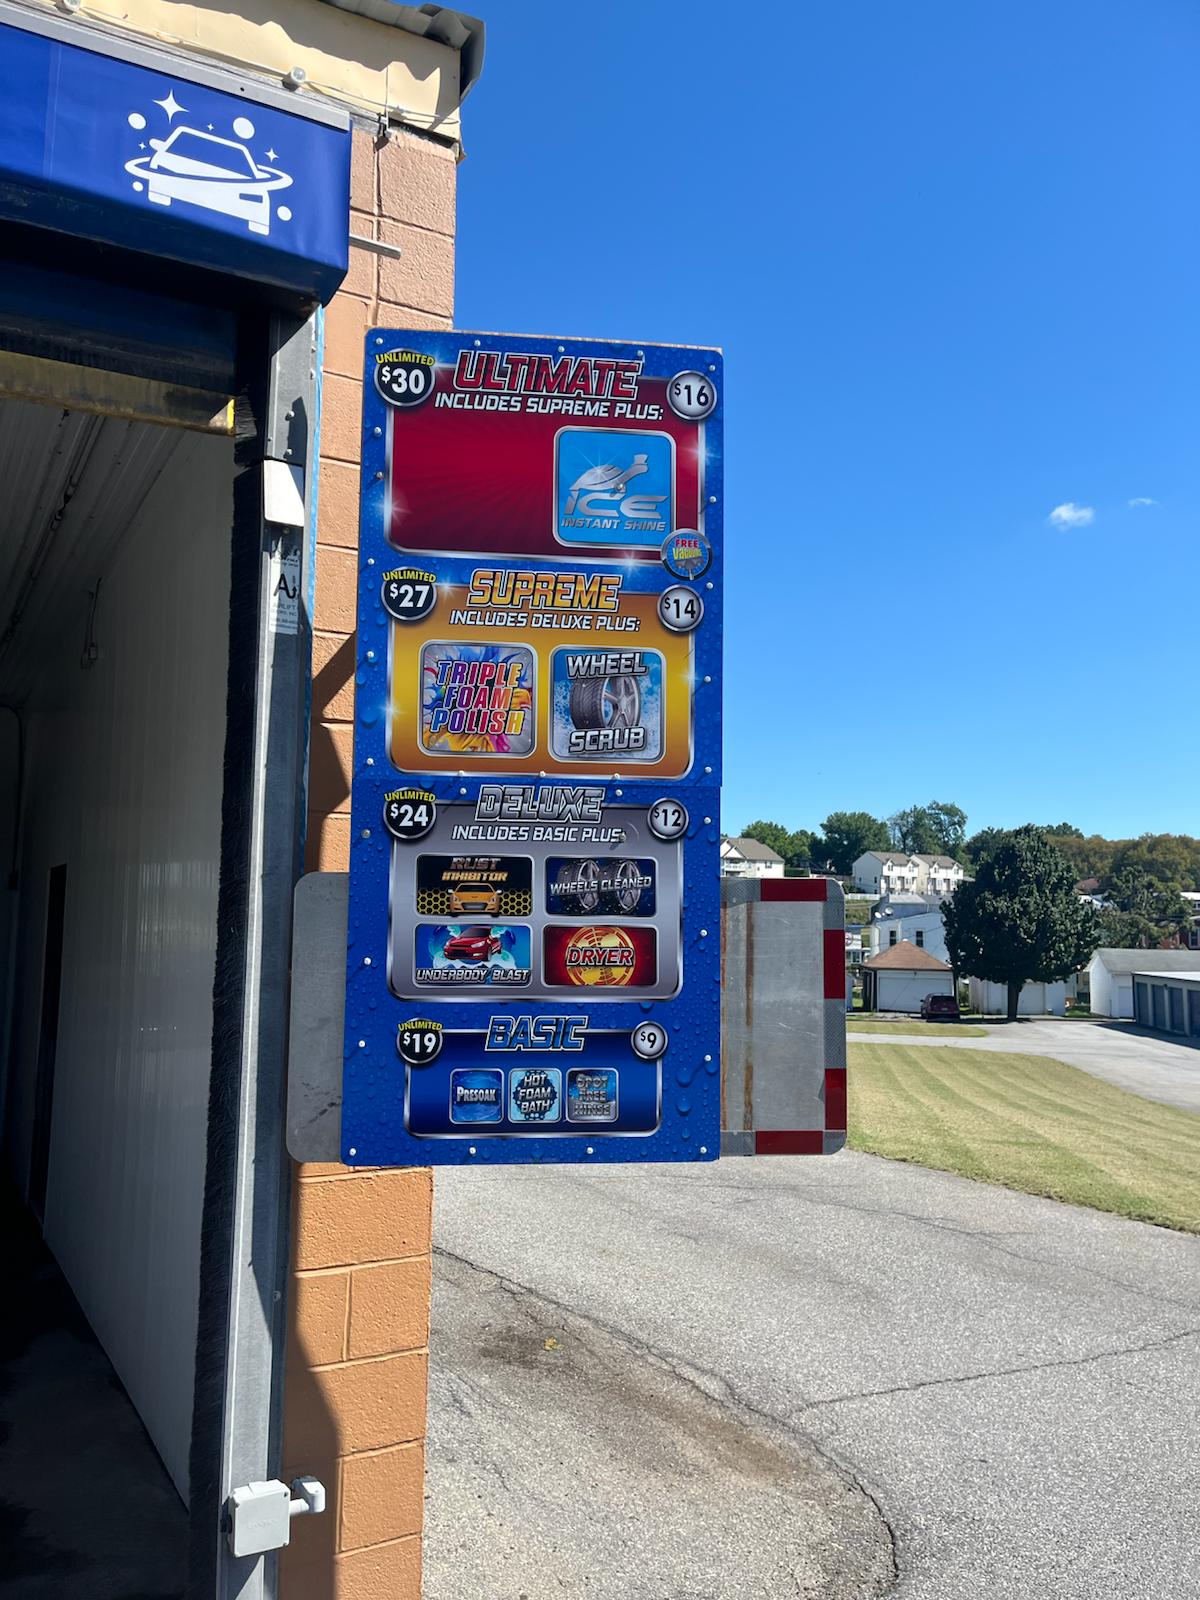 UNLIMITED
$30
ULTIMATE
$16
INCLUDES SUPREME PLUS:
ICE
INSTANT SHINE
FREE
Vacuums
UNLIMITED
$27
SUPREME
$14
INCLUDES DELUXE PLUS:
TRIPLE
FOAM
POLISH
WHEEL
SCRUB
UNLIMITED
$24
DELUXE
$12
INCLUDES BASIC PLUS:
RUST
INHIBITOR
WHEELS CLEANED
UNDERBODY BLAST
DRYER
UNLIMITED
$19
BASIC
$9
PRESOAK
HOT
FOAM
BATH
SPOT
FREE
RINSE